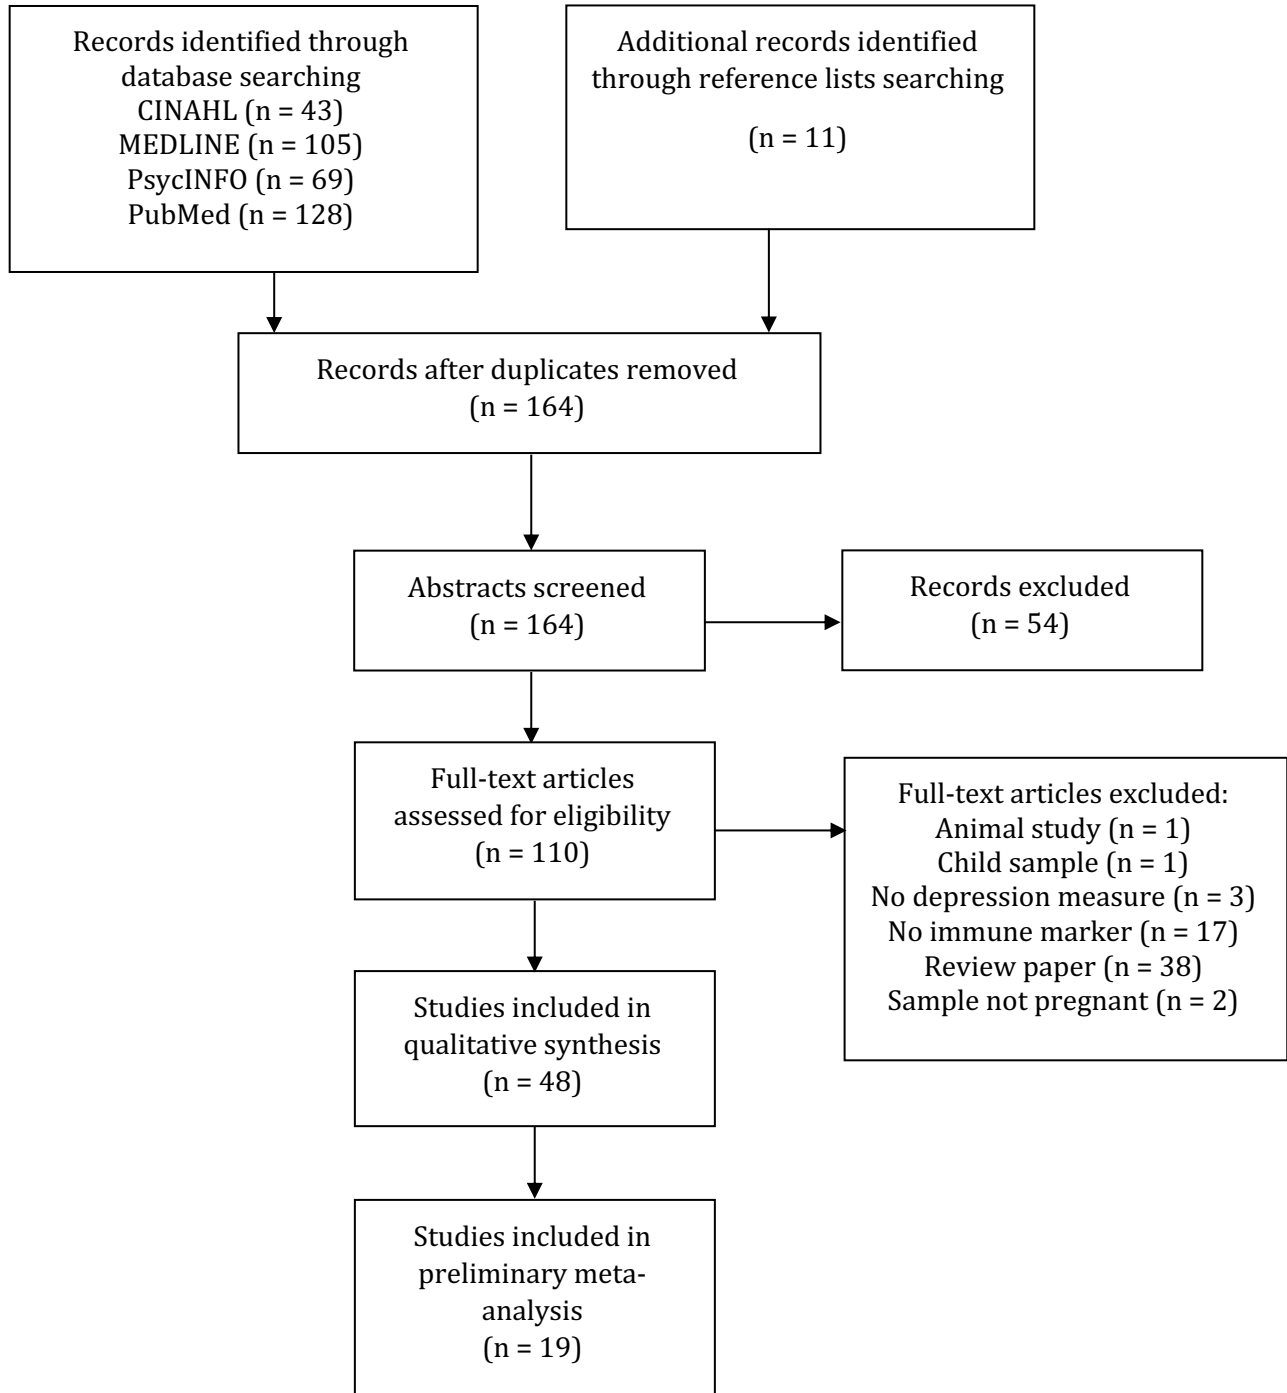 Records identified through
database searching
CINAHL (n = 43)
MEDLINE (n = 105)
PsycINFO (n = 69)
PubMed (n = 128)
Additional records identified
through reference lists searching
(n = 11)
Records after duplicates removed
(n = 164)
Abstracts screened
(n = 164)
Records excluded
(n = 54)
Full-text articles
assessed for eligibility
(n = 110)
Full-text articles excluded:
Animal study (n = 1)
Child sample (n = 1)
No depression measure (n = 3)
No immune marker (n = 17)
Review paper (n = 38)
Sample not pregnant (n = 2)
Studies included in
qualitative synthesis
(n = 48)
Studies included in
preliminary meta-
analysis
(n = 19)